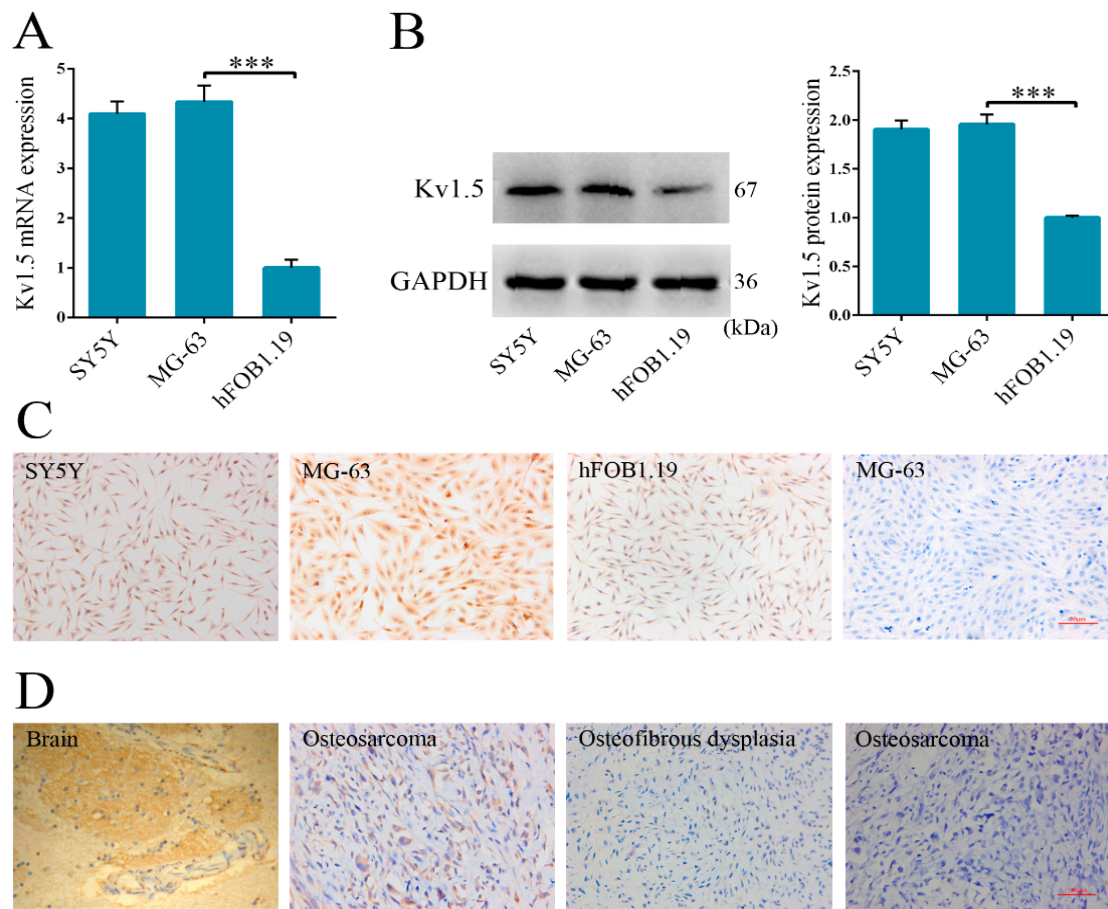 A
Kv1.5 mRNA expression
5
4
3
2
1
0
***
SY5Y
MG-63
hFOB1.19
B
Kv1.5
67
GAPDH
36
(kDa)
SY5Y
MG-63
hFOB1.19
Kv1.5 protein expression
2.5
2.0
1.5
1.0
0.5
0.0
***
SY5Y
MG-63
hFOB1.19
C
SY5Y
MG-63
hFOB1.19
MG-63
D
Brain
Osteosarcoma
Osteofibrous dysplasia
Osteosarcoma